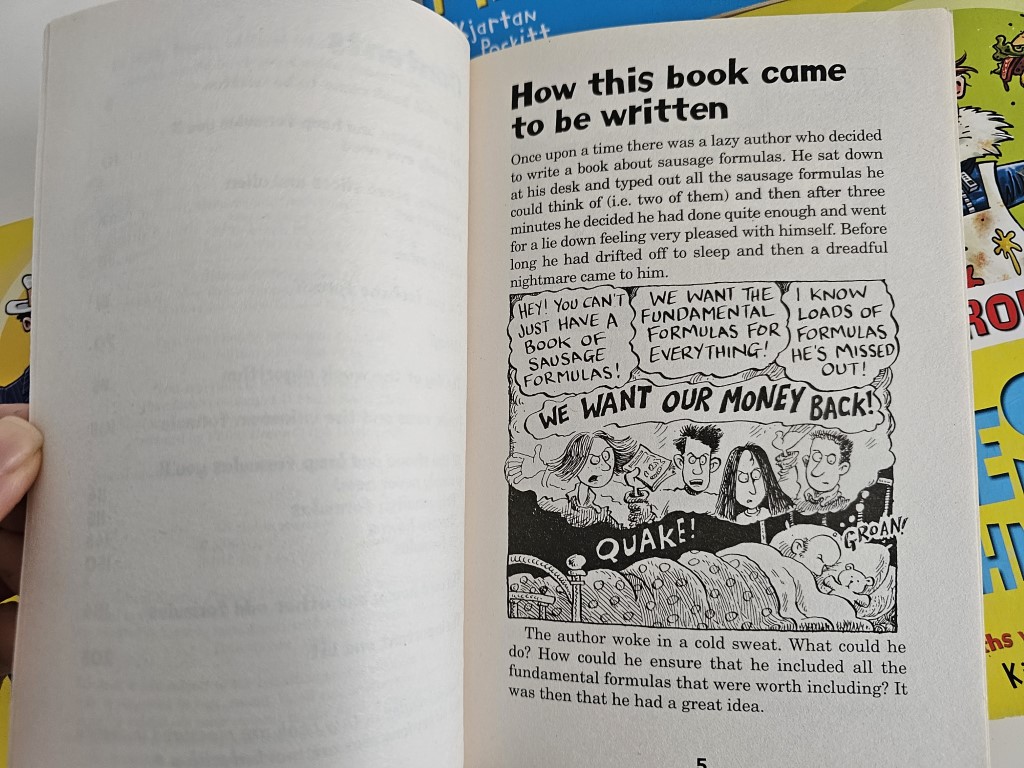 Kjartan
Poskitt
How this book came
to be written
Once upon a time there was a lazy author who decided
to write a book about sausage formulas. He sat down
at his desk and typed out all the sausage formulas he
could think of (i.e. two of them) and then after three
minutes he decided he had done quite enough and went
for a lie down feeling very pleased with himself. Before
long he had drifted off to sleep and then a dreadful
nightmare came to him.
HEY! YOU CAN'T
JUST HAVE A
BOOK OF
SAUSAGE
FORMULAS!
WE WANT THE
FUNDAMENTAL
FORMULAS FOR
EVERYTHING!
I KNOW
LOADS OF
FORMULAS
HE'S MISSED
OUT!
WE WANT OUR MONEY BACK!
QUAKE!
GROAN!
The author woke in a cold sweat. What could he
do? How could he ensure that he included all the
fundamental formulas that were worth including? It
was then that he had a great idea.
5